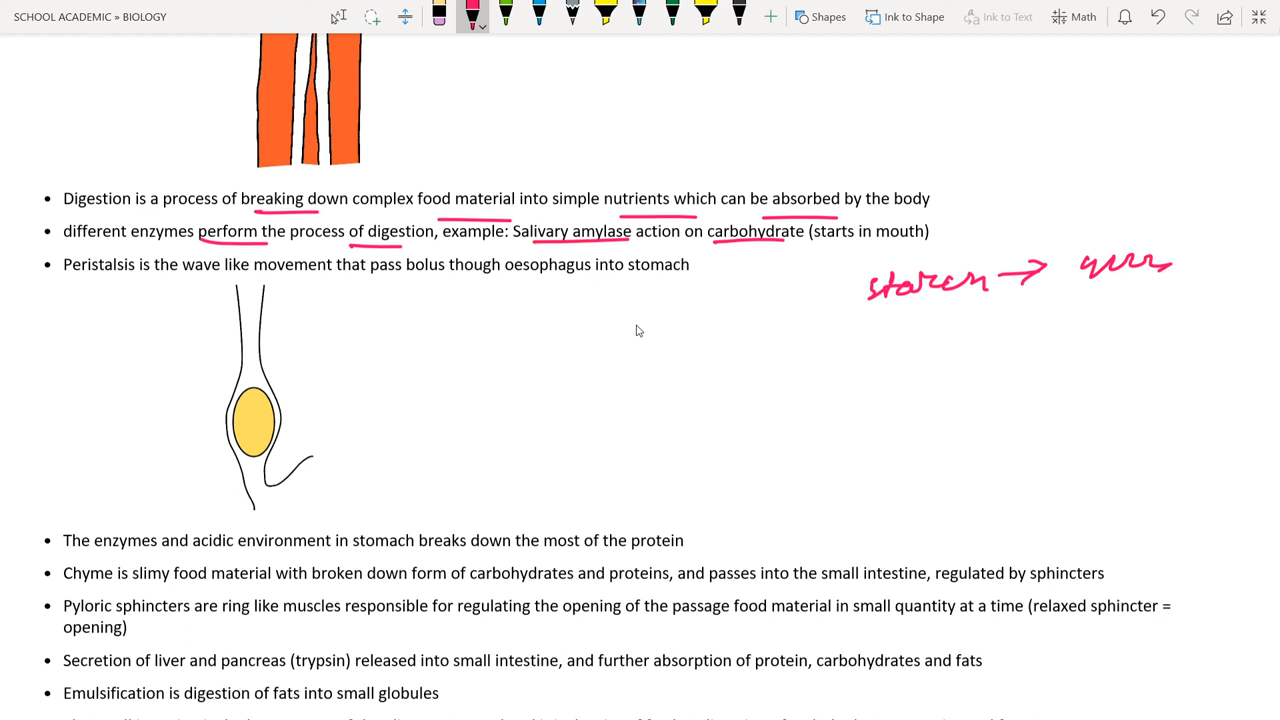 SCHOOL ACADEMIC » BIOLOGY
Shapes
Ink to Shape
Ink to Text
Math
• Digestion is a process of breaking down complex food material into simple nutrients which can be absorbed by the body
• different enzymes perform the process of digestion, example: Salivary amylase action on carbohydrate (starts in mouth)
• Peristalsis is the wave like movement that pass bolus though oesophagus into stomach
starch →
• The enzymes and acidic environment in stomach breaks down the most of the protein
• Chyme is slimy food material with broken down form of carbohydrates and proteins, and passes into the small intestine, regulated by sphincters
• Pyloric sphincters are ring like muscles responsible for regulating the opening of the passage food material in small quantity at a time (relaxed sphincter =
opening)
• Secretion of liver and pancreas (trypsin) released into small intestine, and further absorption of protein, carbohydrates and fats
• Emulsification is digestion of fats into small globules